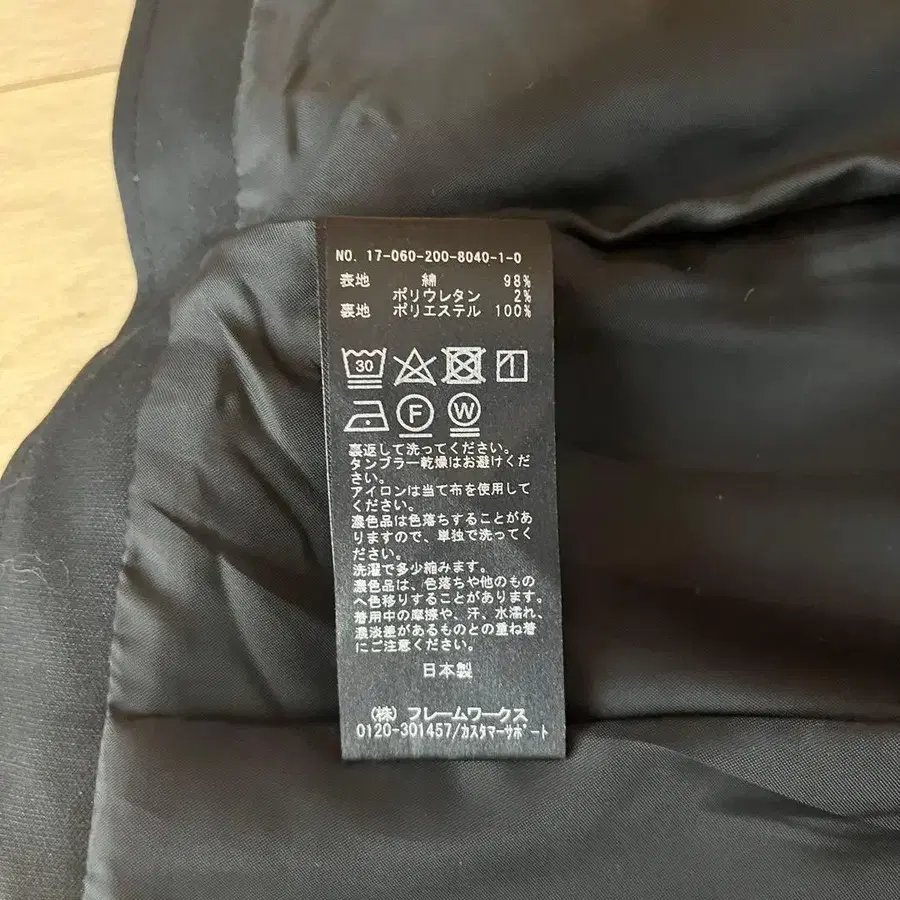 NO. 17-060-200-8040-1-0
表地 綿 98%
ポリウレタン 2%
裏地 ポリエステル 100%
30
F W
裏返して洗ってください。
タンブラー乾燥はお避けくだ
さい。
アイロンは当て布を使用して
ください。
濃色品は色落ちすることがあ
りますので、単独で洗ってく
ださい。
洗濯で多少縮みます。
濃色品は、色落ちや他のもの
へ色移りすることがあります。
着用中の摩擦や、汗、水濡れ、
濃淡差があるものとの重ね着
にご注意ください。
日本製
(株) フレームワークス
0120-301457/カスタマーサポート